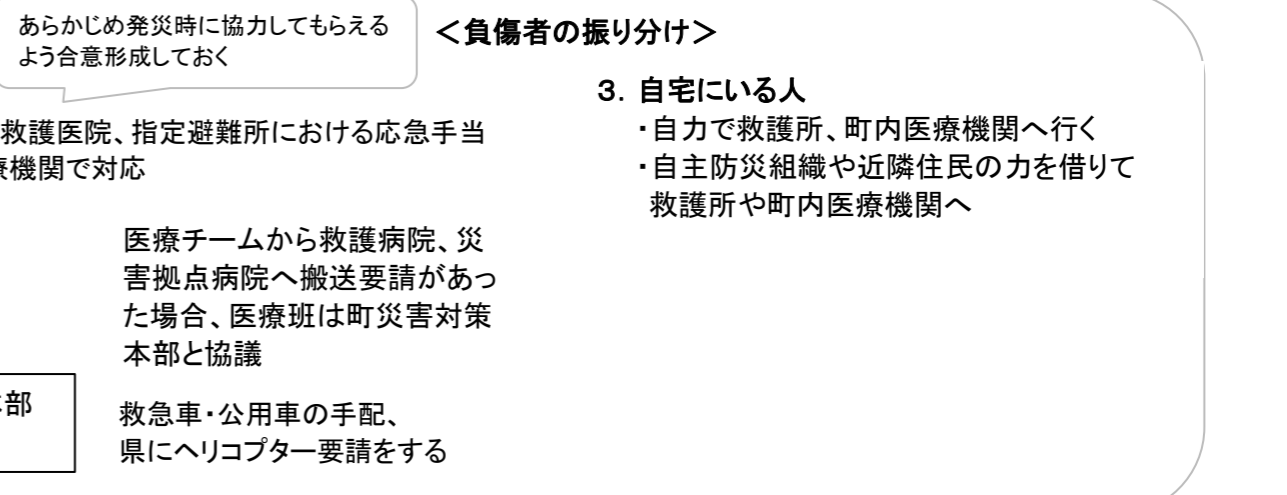 あらかじめ発災時に協力してもらえる
よう合意形成しておく
＜負傷者の振り分け＞
救護医院、指定避難所における応急手当
機関で対応
医療チームから救護病院、災
害拠点病院へ搬送要請があっ
た場合、医療班は町災害対策
本部と協議
部
救急車・公用車の手配、
県にヘリコプター要請をする
３．自宅にいる人
・自力で救護所、町内医療機関へ行く
・自主防災組織や近隣住民の力を借りて
救護所や町内医療機関へ